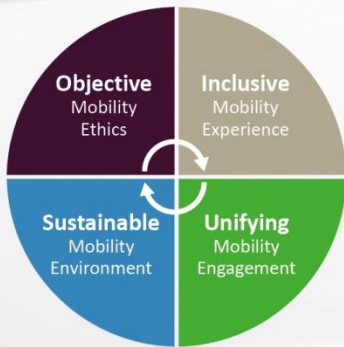 Objective
Mobility
Ethics
Inclusive
Mobility
Experience
Sustainable
Mobility
Environment
Unifying
Mobility
Engagement